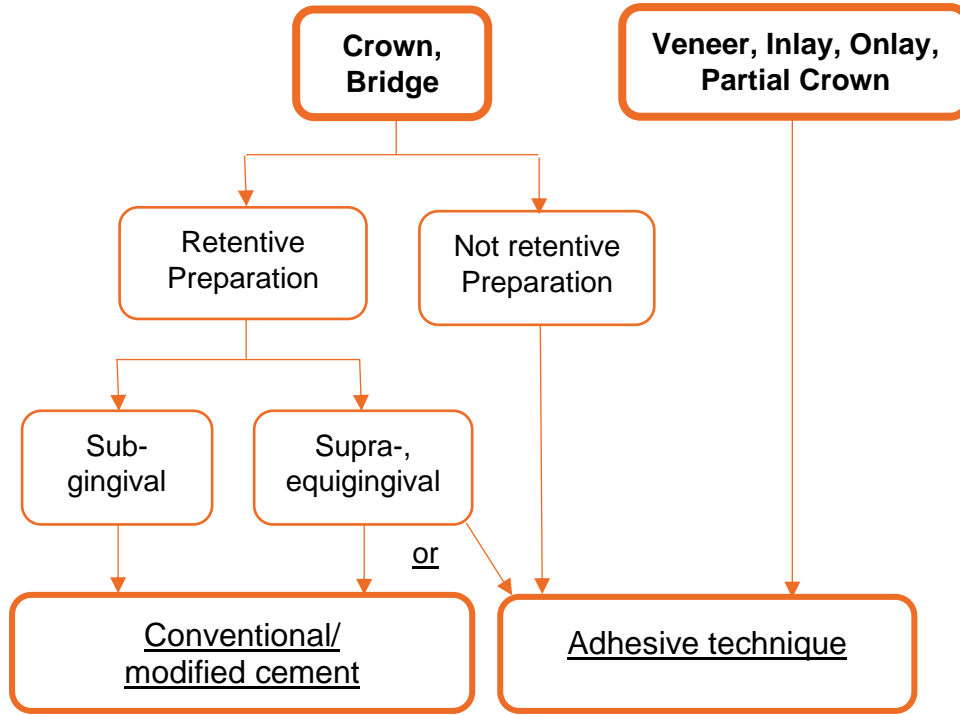 Crown,
Bridge
Veneer, Inlay, Onlay,
Partial Crown
Retentive
Preparation
Not retentive
Preparation
Sub-
gingival
Supra-,
equigingival
or
Conventional/
modified cement
Adhesive technique